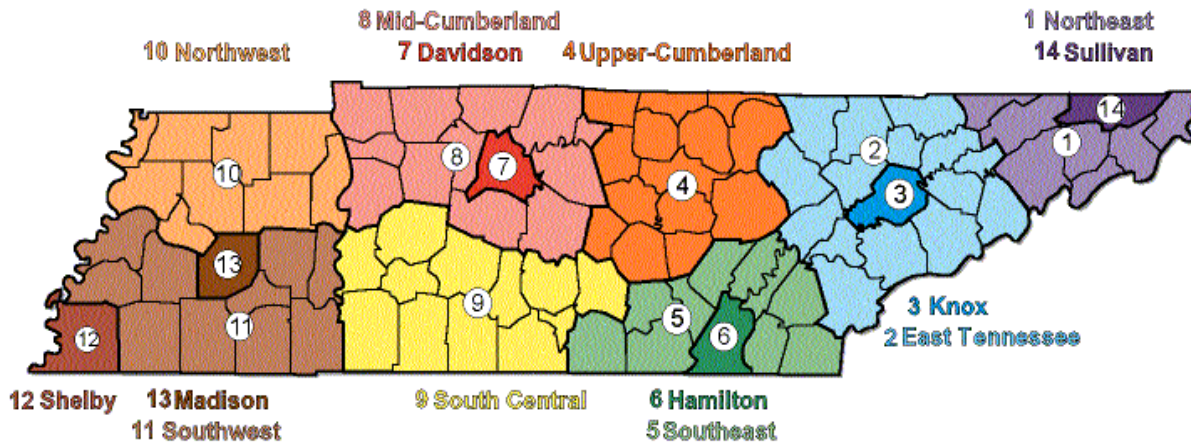 8 Mid-Cumberland
1 Northeast
10 Northwest
7 Davidson
4 Upper-Cumberland
14 Sullivan
14
1
2
8
7
10
4
3
13
9
5
6
11
12
3 Knox
2 East Tennessee
12 Shelby
13 Madison
9 South Central
6 Hamilton
11 Southwest
5 Southeast